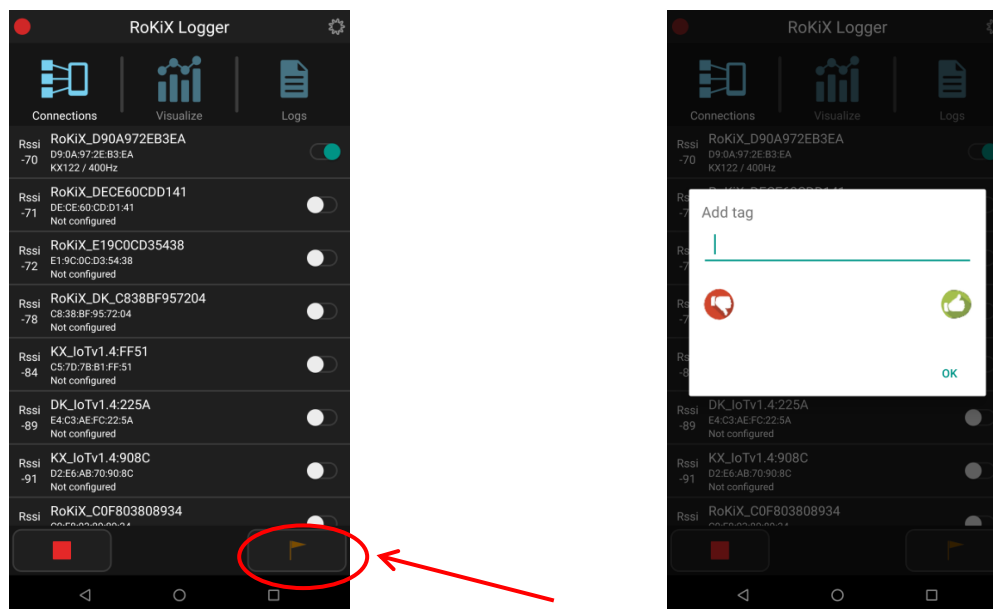 RoKiX Logger
Connections
Visualize
Logs
Rssi
-70
RoKiX_D90A972EB3EA
D9:0A:97:2E:B3:EA
KX122 / 400Hz
Rssi
-71
RoKiX_DECE60CDD141
DE:CE:60:CD:D1:41
Not configured
Rssi
-72
RoKiX_E19C0CD35438
E1:9C:0C:D3:54:38
Not configured
Rssi
-78
RoKiX_DK_C838BF957204
C8:38:BF:95:72:04
Not configured
Rssi
-84
KX_IoTv1.4:FF51
C5:7D:7B:B1:FF:51
Not configured
Rssi
-89
DK_IoTv1.4:225A
E4:C3:AE:FC:22:5A
Not configured
Rssi
-91
KX_IoTv1.4:908C
D2:E6:AB:70:90:8C
Not configured
Rssi
RoKiX_C0F803808934
RoKiX Logger
Connections
Visualize
Logs
Rssi
-70
RoKiX_D90A972EB3EA
D9:0A:97:2E:B3:EA
KX122 / 400Hz
Add tag
OK
Rssi
-89
DK_IoTv1.4:225A
E4:C3:AE:FC:22:5A
Not configured
Rssi
-91
KX_IoTv1.4:908C
D2:E6:AB:70:90:8C
Not configured
Rssi
RoKiX_C0F803808934